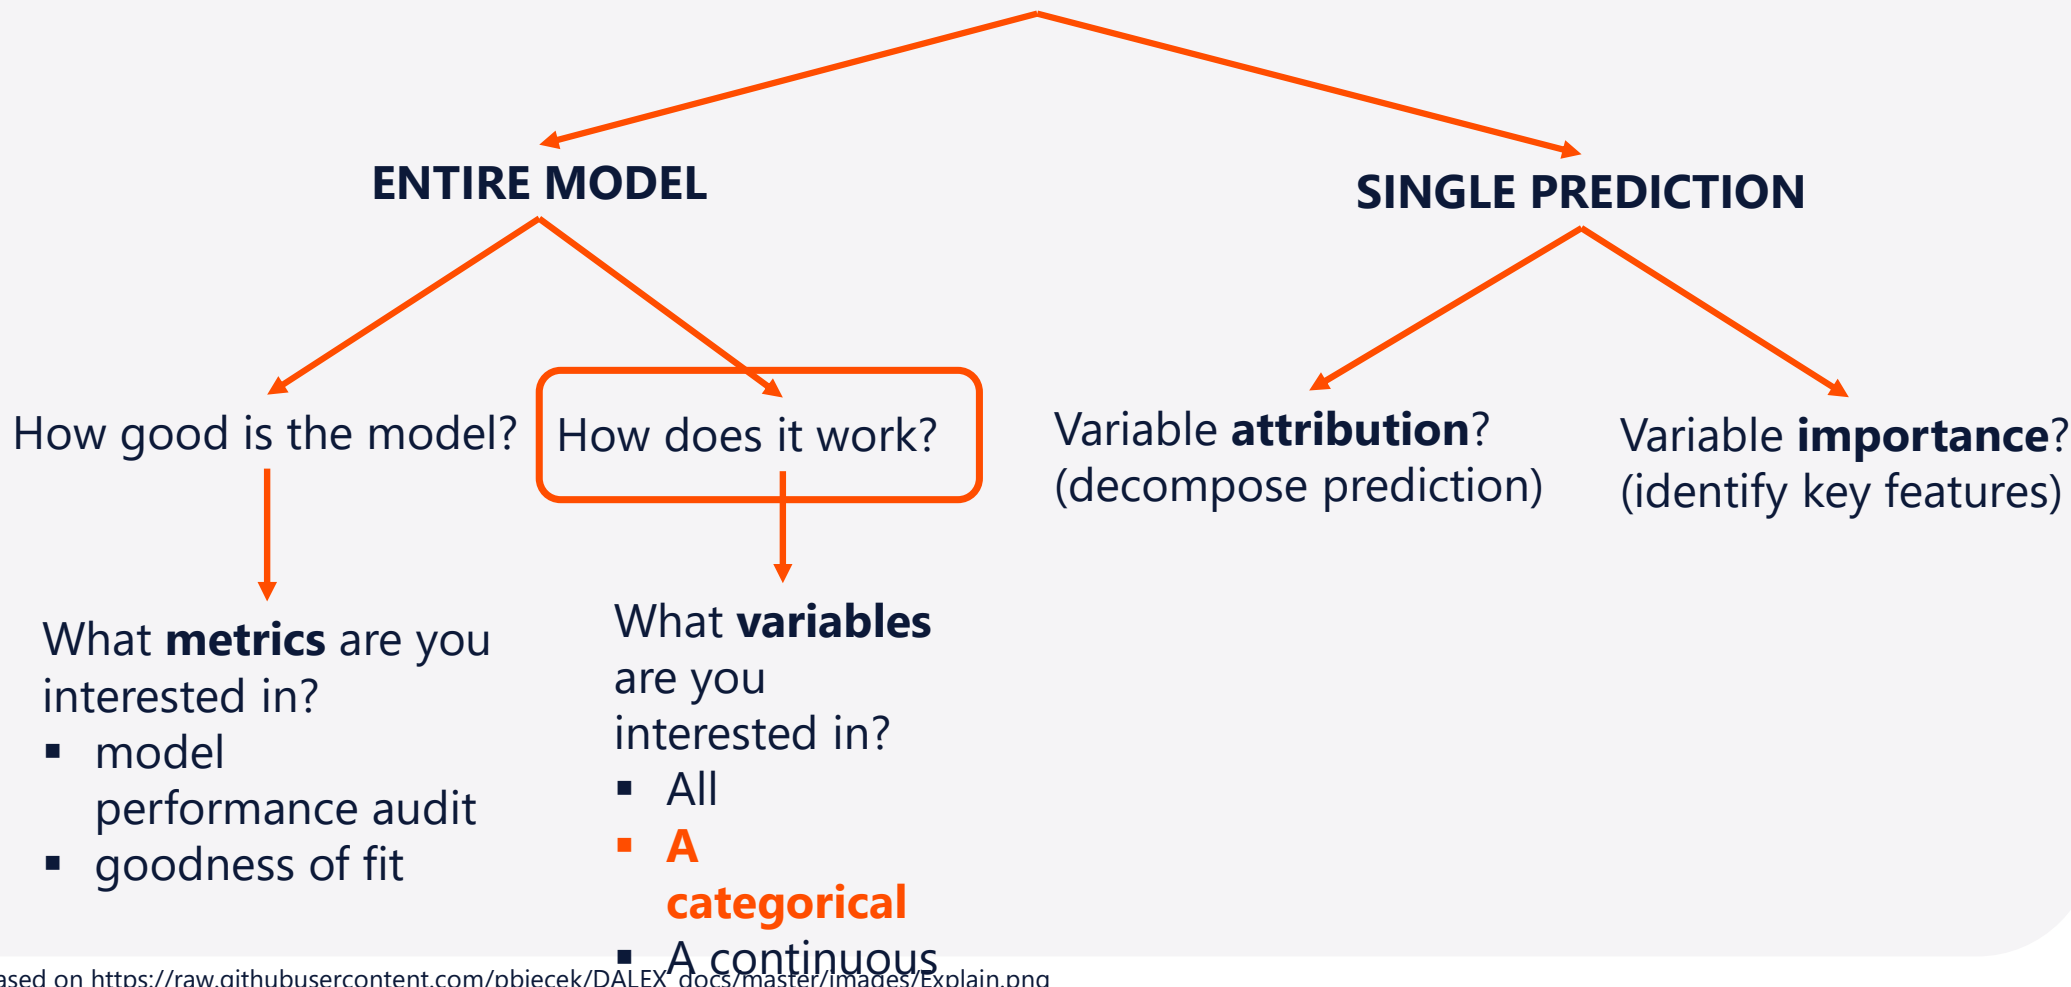 ENTIRE MODEL
SINGLE PREDICTION
How good is the model?
How does it work?
Variable attribution?
(decompose prediction)
Variable importance?
(identify key features)
What metrics are you
interested in?
▪ model
performance audit
▪ goodness of fit
What variables
are you
interested in?
▪ All
▪ A
categorical
▪ A continuous
ased on https://raw.githubusercontent.com/pbiecek/DALEX_docs/master/images/Explain.png